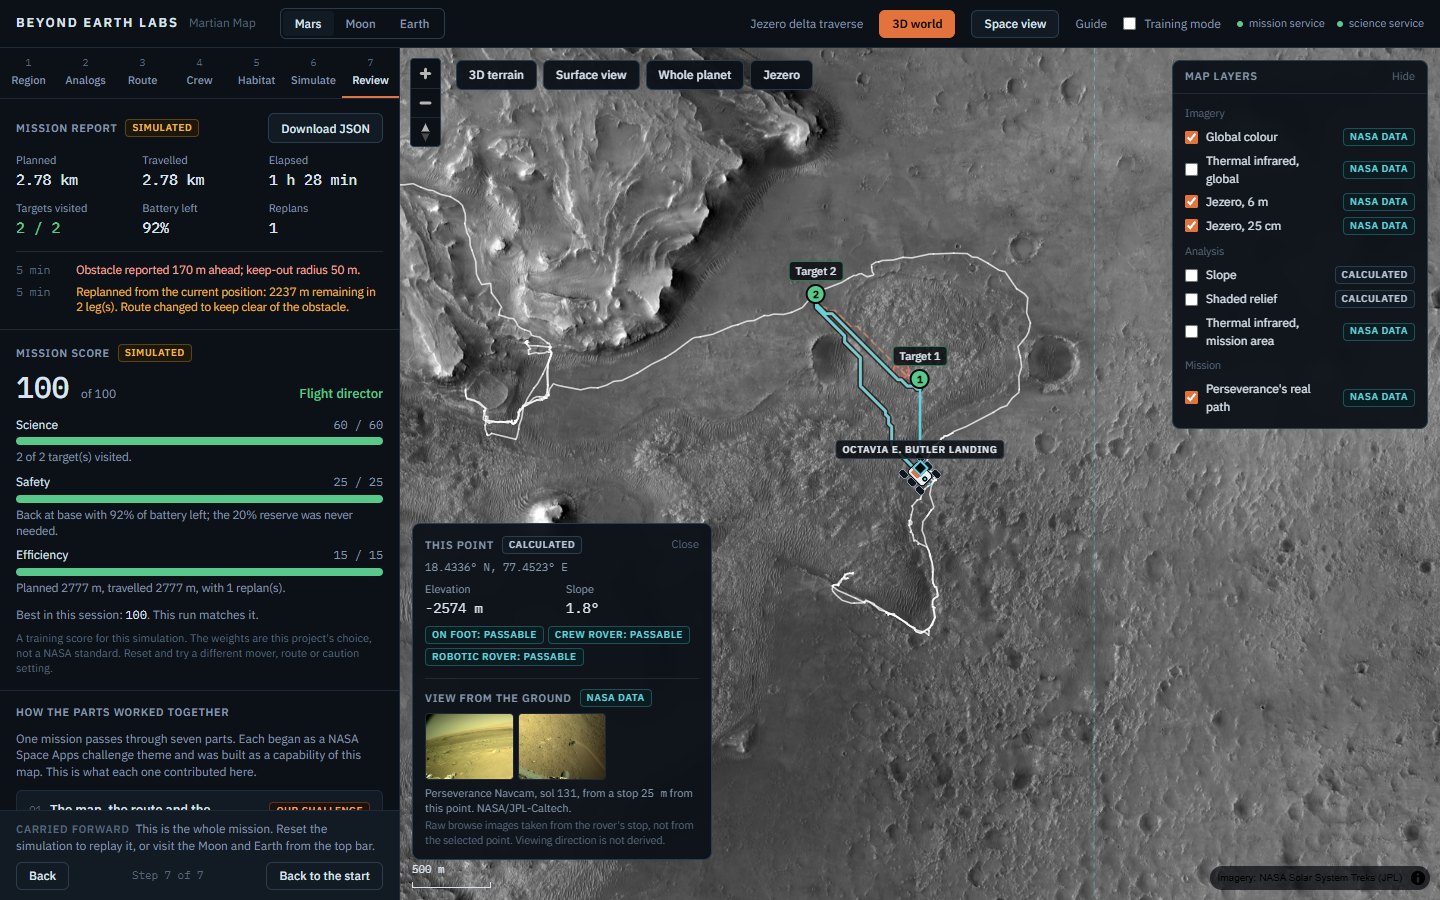 BEYOND EARTH LABS Martian Map
Mars Moon Earth
Jezero delta traverse 3D world Space view Guide Training mode mission service science service
1 2 3 4 5 6 7
Region Analogs Route Crew Habitat Simulate Review
MISSION REPORT SIMULATED Download JSON
Planned Travelled Elapsed
2.78 km 2.78 km 1 h 28 min
Targets visited Battery left Replans
2 / 2 92% 1
5 min Obstacle reported 170 m ahead; keep-out radius 50 m.
5 min Replanned from the current position: 2237 m remaining in
2 leg(s). Route changed to keep clear of the obstacle.
MISSION SCORE SIMULATED
100 of 100 Flight director
Science 60 / 60
2 of 2 target(s) visited.
Safety 25 / 25
Back at base with 92% of battery left; the 20% reserve was never
needed.
Efficiency 15 / 15
Planned 2777 m, travelled 2777 m, with 1 replan(s).
Best in this session: 100. This run matches it.
A training score for this simulation. The weights are this project's choice,
not a NASA standard. Reset and try a different mover, route or caution
setting.
HOW THE PARTS WORKED TOGETHER
One mission passes through seven parts. Each began as a NASA
Space Apps challenge theme and was built as a capability of this
map. This is what each one contributed here.
01 The map, the route and the OUR CHALLENGE
CARRIED FORWARD This is the whole mission. Reset the
simulation to replay it, or visit the Moon and Earth from the top bar.
Back Step 7 of 7 Back to the start
+
−
3D terrain Surface view Whole planet Jezero
Target 2
2
Target 1
1
OCTAVIA E. BUTLER LANDING
THIS POINT CALCULATED Close
18.4336° N, 77.4523° E
Elevation Slope
-2574 m 1.8°
ON FOOT: PASSABLE CREW ROVER: PASSABLE
ROBOTIC ROVER: PASSABLE
VIEW FROM THE GROUND NASA DATA
Perseverance Navcam, sol 131, from a stop 25 m from
this point. NASA/JPL-Caltech.
Raw browse images taken from the rover's stop, not from
the selected point. Viewing direction is not derived.
500 m
MAP LAYERS Hide
Imagery
Global colour NASA DATA
Thermal infrared,
global NASA DATA
Jezero, 6 m NASA DATA
Jezero, 25 cm NASA DATA
Analysis
Slope CALCULATED
Shaded relief CALCULATED
Thermal infrared,
mission area NASA DATA
Mission
Perseverance's real
path NASA DATA
Imagery: NASA Solar System Treks (JPL)